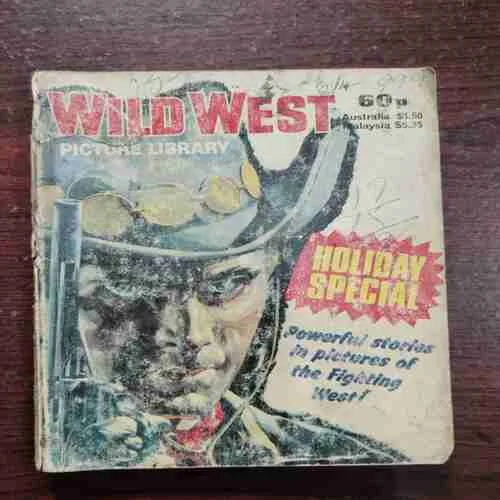 WILD WEST
PICTURE LIBRARY
60p
Australia $1.50
Malaysia $5.25
HOLIDAY
SPECIAL
Powerful stories
in pictures of
the Fighting
West!